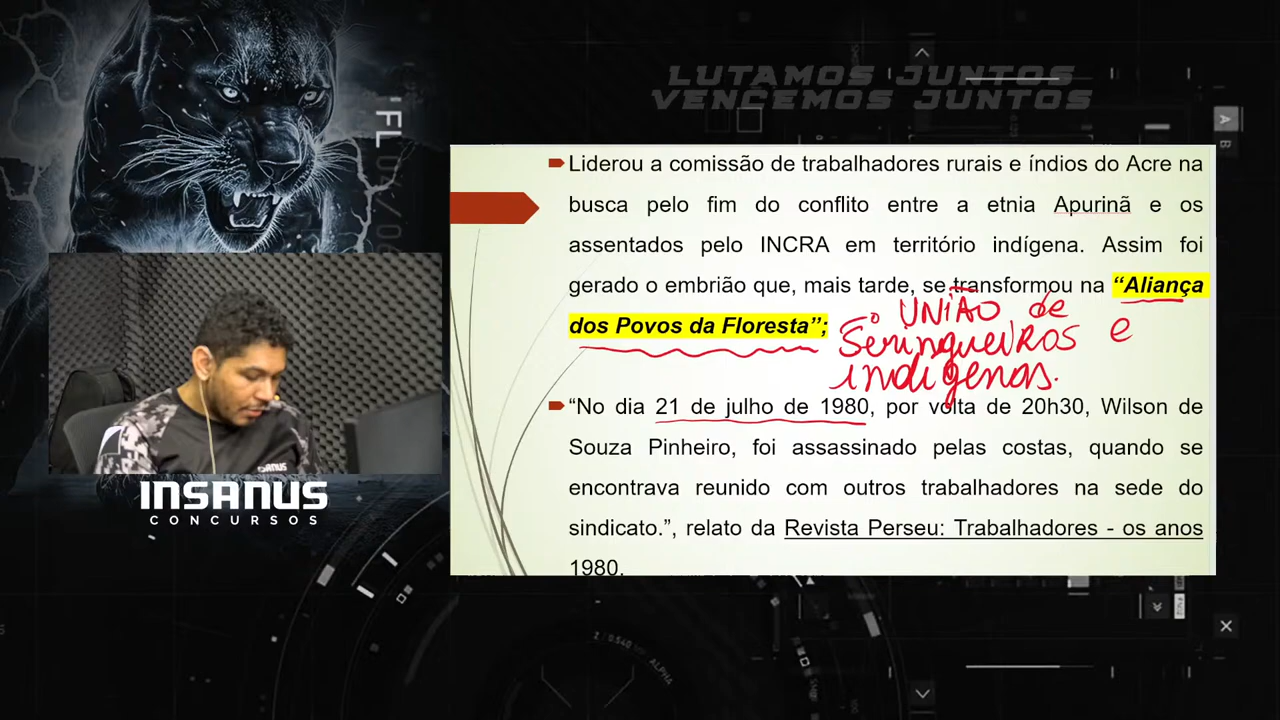 LUTAMOS JUNTOS
VENCEMOS JUNTOS
Liderou a comissão de trabalhadores rurais e índios do Acre na
busca pelo fim do conflito entre a etnia Apurinã e os
assentados pelo INCRA em território indígena. Assim foi
gerado o embrião que, mais tarde, se transformou na “Aliança
dos Povos da Floresta”;
UNIÃO de
Seringueiros e
indígenas.
“No dia 21 de julho de 1980, por volta de 20h30, Wilson de
Souza Pinheiro, foi assassinado pelas costas, quando se
encontrava reunido com outros trabalhadores na sede do
sindicato.”, relato da Revista Perseu: Trabalhadores - os anos
1980.
INSANUS
CONCURSOS
A
B